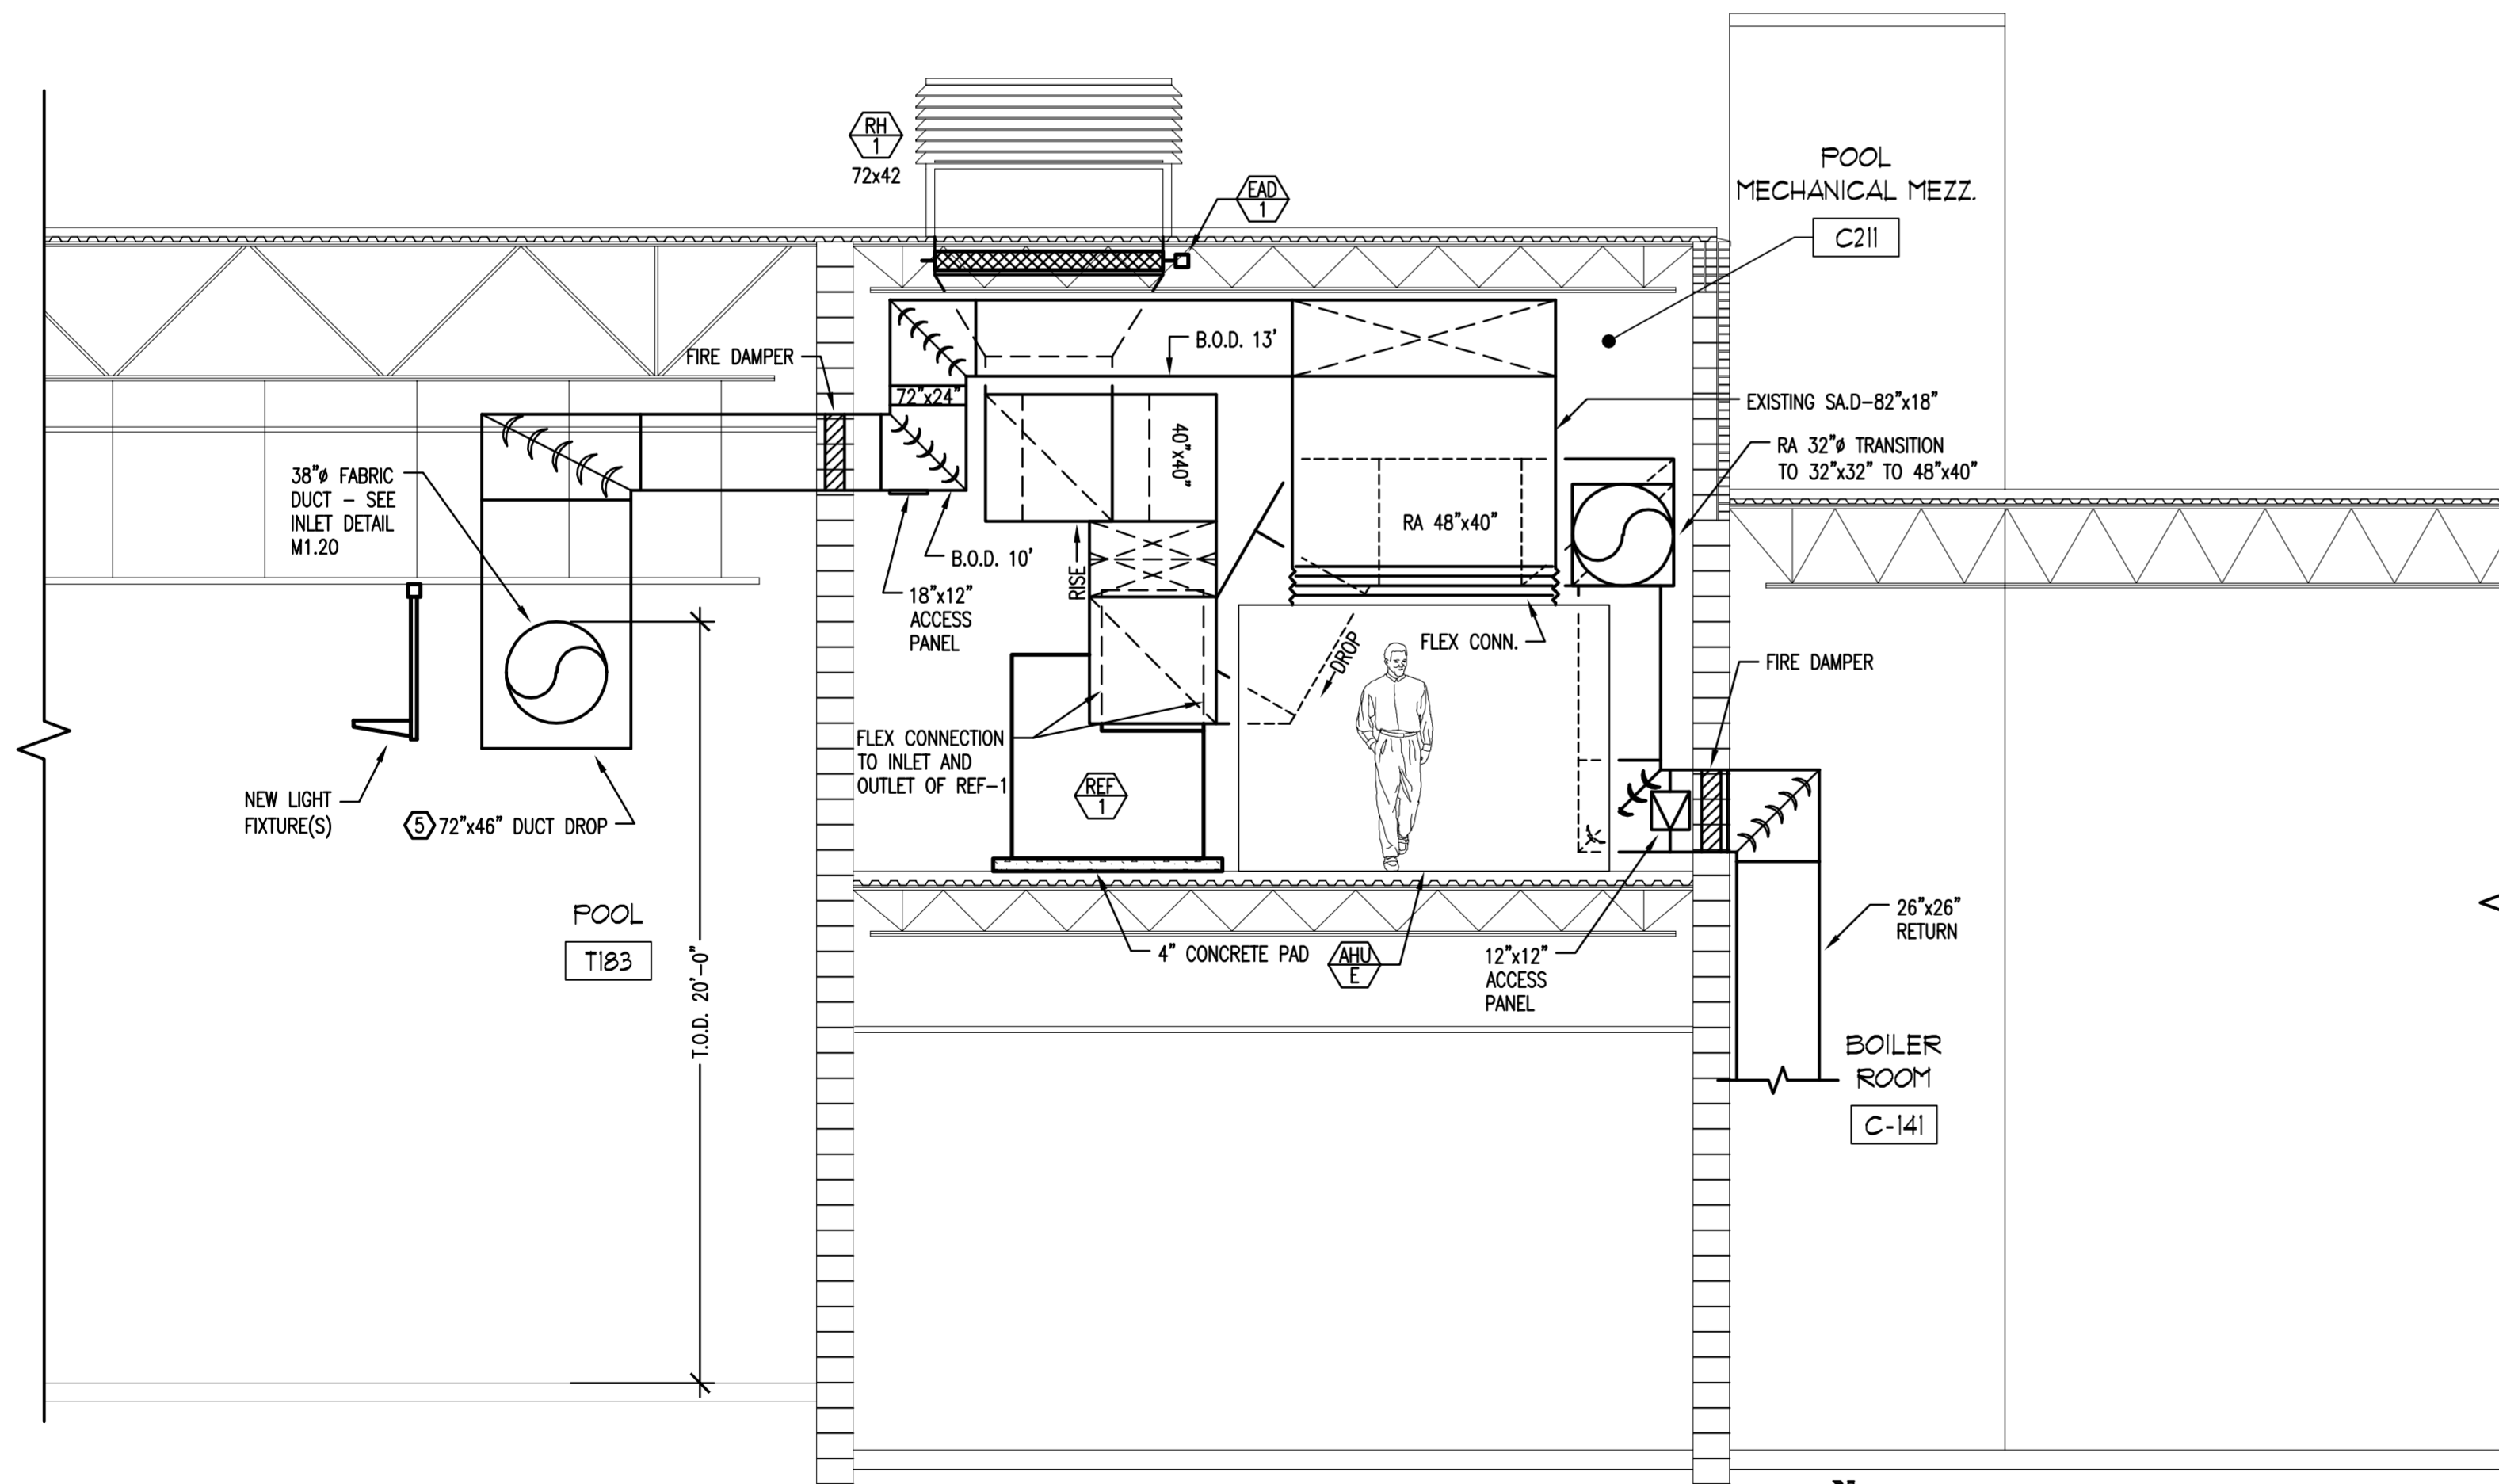 RH
1
72x42
EAD
1
POOL
MECHANICAL MEZZ.
C211
FIRE DAMPER
B.O.D. 13'
72"x24"
40"x40"
EXISTING SA.D-82"x18"
RA 32"ø TRANSITION
TO 32"x32" TO 48"x40"
38"ø FABRIC
DUCT - SEE
INLET DETAIL
M1.20
RA 48"x40"
B.O.D. 10'
RISE
18"x12"
ACCESS
PANEL
DROP
FLEX CONN.
FIRE DAMPER
FLEX CONNECTION
TO INLET AND
OUTLET OF REF-1
REF
1
NEW LIGHT
FIXTURE(S)
5 72"x46" DUCT DROP
POOL
T183
T.O.D. 20'-0"
4" CONCRETE PAD
AHU
E
12"x12"
ACCESS
PANEL
26"x26"
RETURN
BOILER
ROOM
C-141